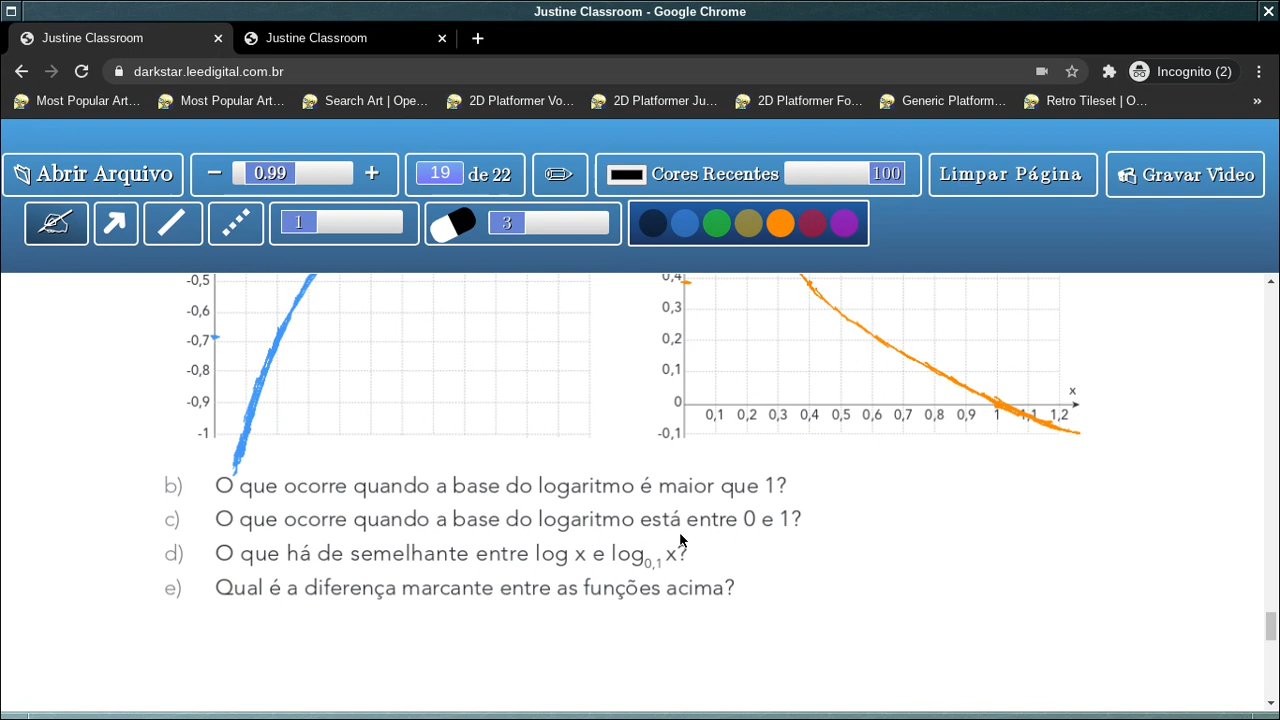 Justine Classroom - Google Chrome
Justine Classroom
Justine Classroom
darkstar.leedigital.com.br
Incognito (2)
Most Popular Art...
Most Popular Art...
Search Art | Ope...
2D Platformer Vo...
2D Platformer Ju...
2D Platformer Fo...
Generic Platform...
Retro Tileset | O...
»
Abrir Arquivo
− 0.99 +
19 de 22
Cores Recentes
100
Limpar Página
Gravar Video
1
3
-0,5
-0,6
-0,7
-0,8
-0,9
-1
0,4
0,3
0,2
0,1
0
-0,1
x
0,1 0,2 0,3 0,4 0,5 0,6 0,7 0,8 0,9 1 1,1 1,2
b) O que ocorre quando a base do logaritmo é maior que 1?
c) O que ocorre quando a base do logaritmo está entre 0 e 1?
d) O que há de semelhante entre log x e log0,1 x?
e) Qual é a diferença marcante entre as funções acima?